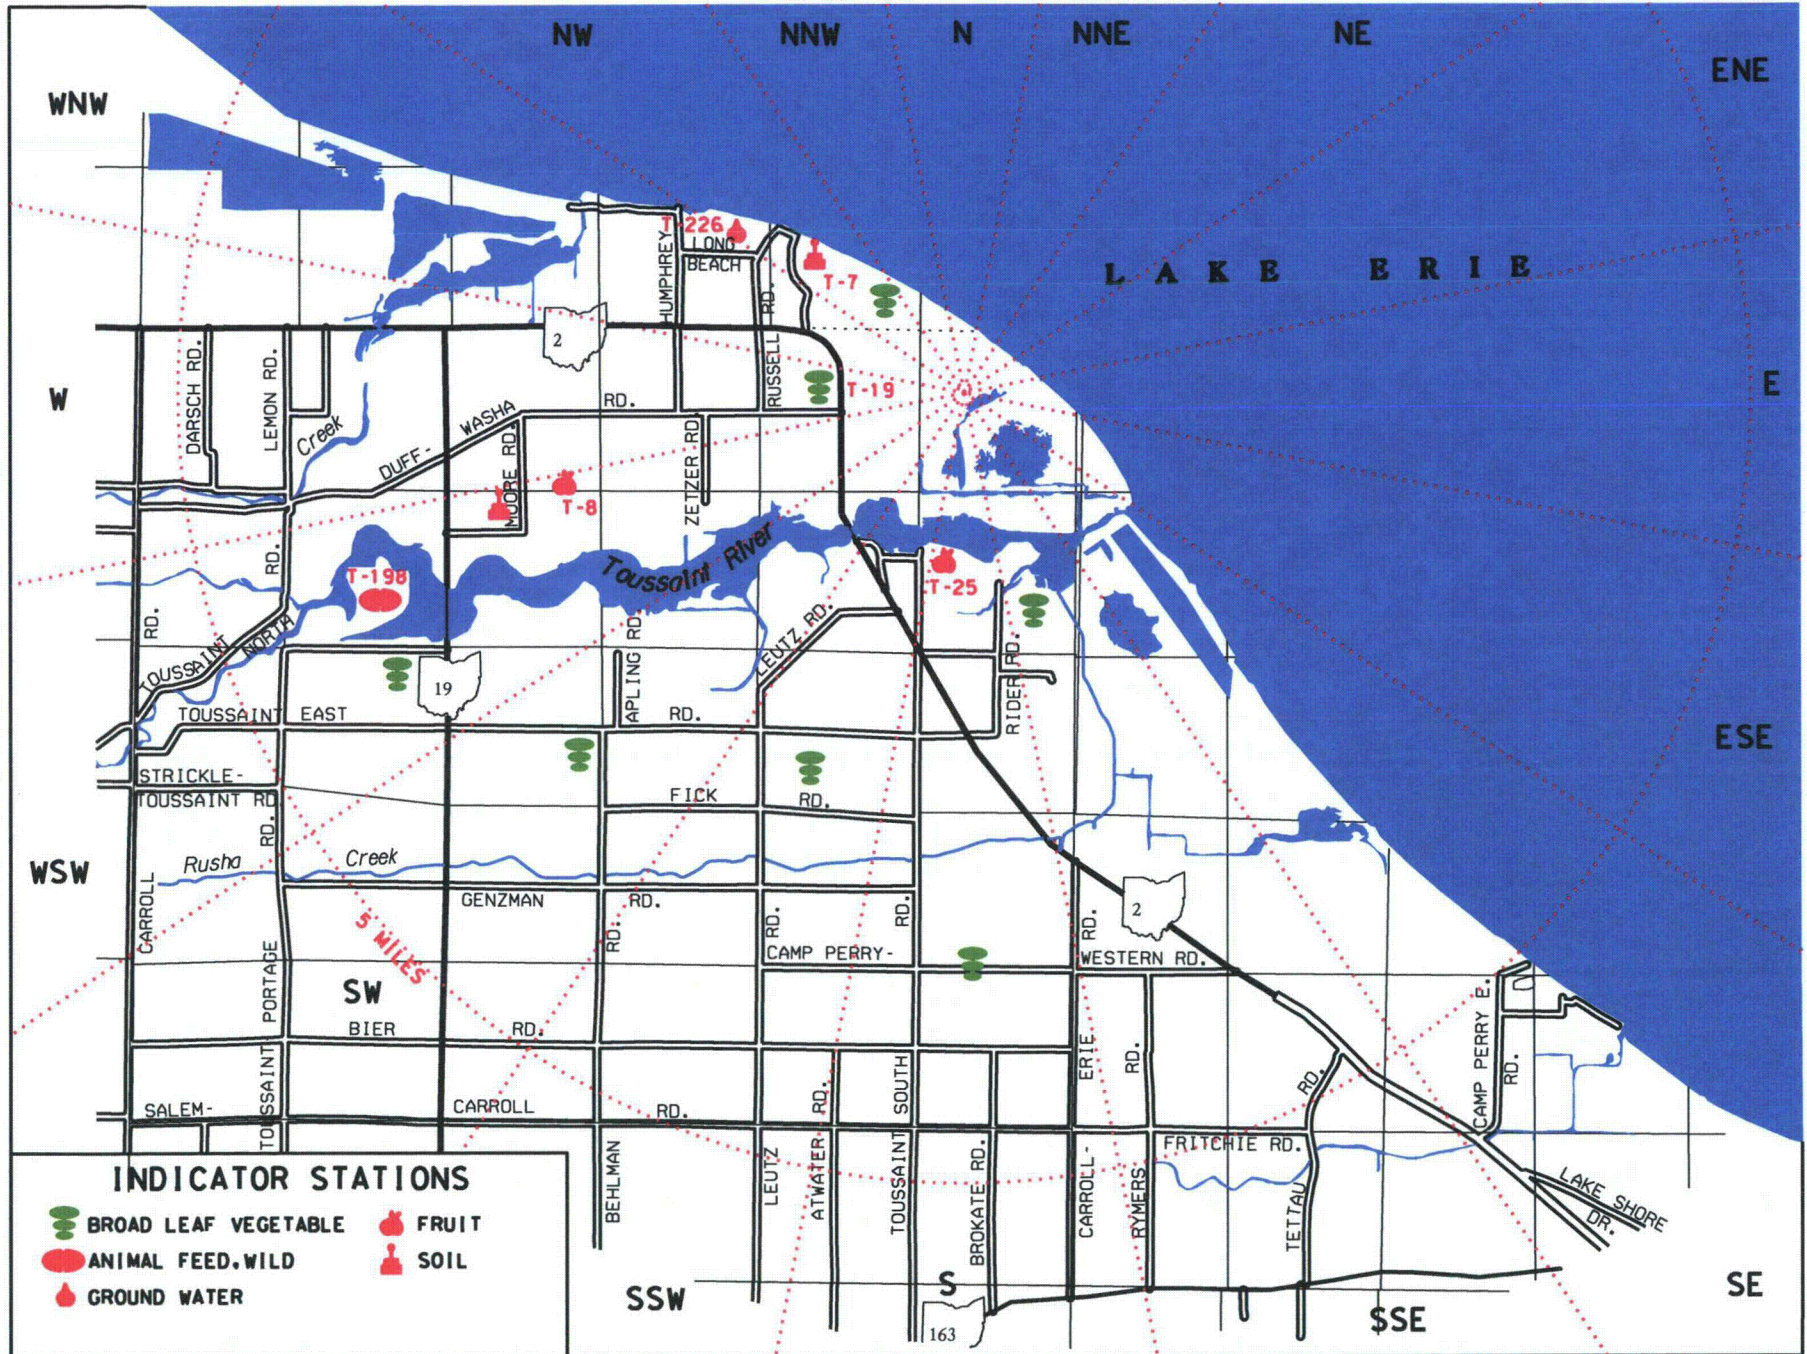 NW
NNW
N
NNE
NE
ENE
WNW
T-226
LONG
BEACH
T-7
HUMPHREY
RD.
LAKE ERIE
2
W
DARSCH RD.
LEMON RD.
RUSSELL
T-19
E
Creek
DUFF-
WASHA
RD.
MOORE RD.
T-8
ZETZER RD.
Toussaint River
T-198
T-25
RD.
RD.
TOUSSAINT
NORTH
LEUTZ RD.
APLING RD.
RIDER RD.
19
TOUSSAINT EAST
RD.
ESE
STRICKLE-
TOUSSAINT RD.
FICK
RD.
RD.
WSW
Rusha
Creek
CARROLL
GENZMAN
RD.
5 MILES
RD.
RD.
RD.
RD.
2
CAMP PERRY-
WESTERN RD.
SW
PORTAGE
BIER
RD.
CAMP PERRY E.
RD.
TOUSSAINT
SALEM-
CARROLL
RD.
RD.
SOUTH
ERIE
RD.
RD.
FRITCHIE RD.
BEHLMAN
LEUTZ
ATWATER
TOUSSAINT
BROKATE RD.
CARROLL-
RYMERS
TETTAU
LAKE SHORE
DR.
INDICATOR STATIONS
BROAD LEAF VEGETABLE
FRUIT
ANIMAL FEED.WILD
SOIL
GROUND WATER
SSW
S
163
SSE
SE